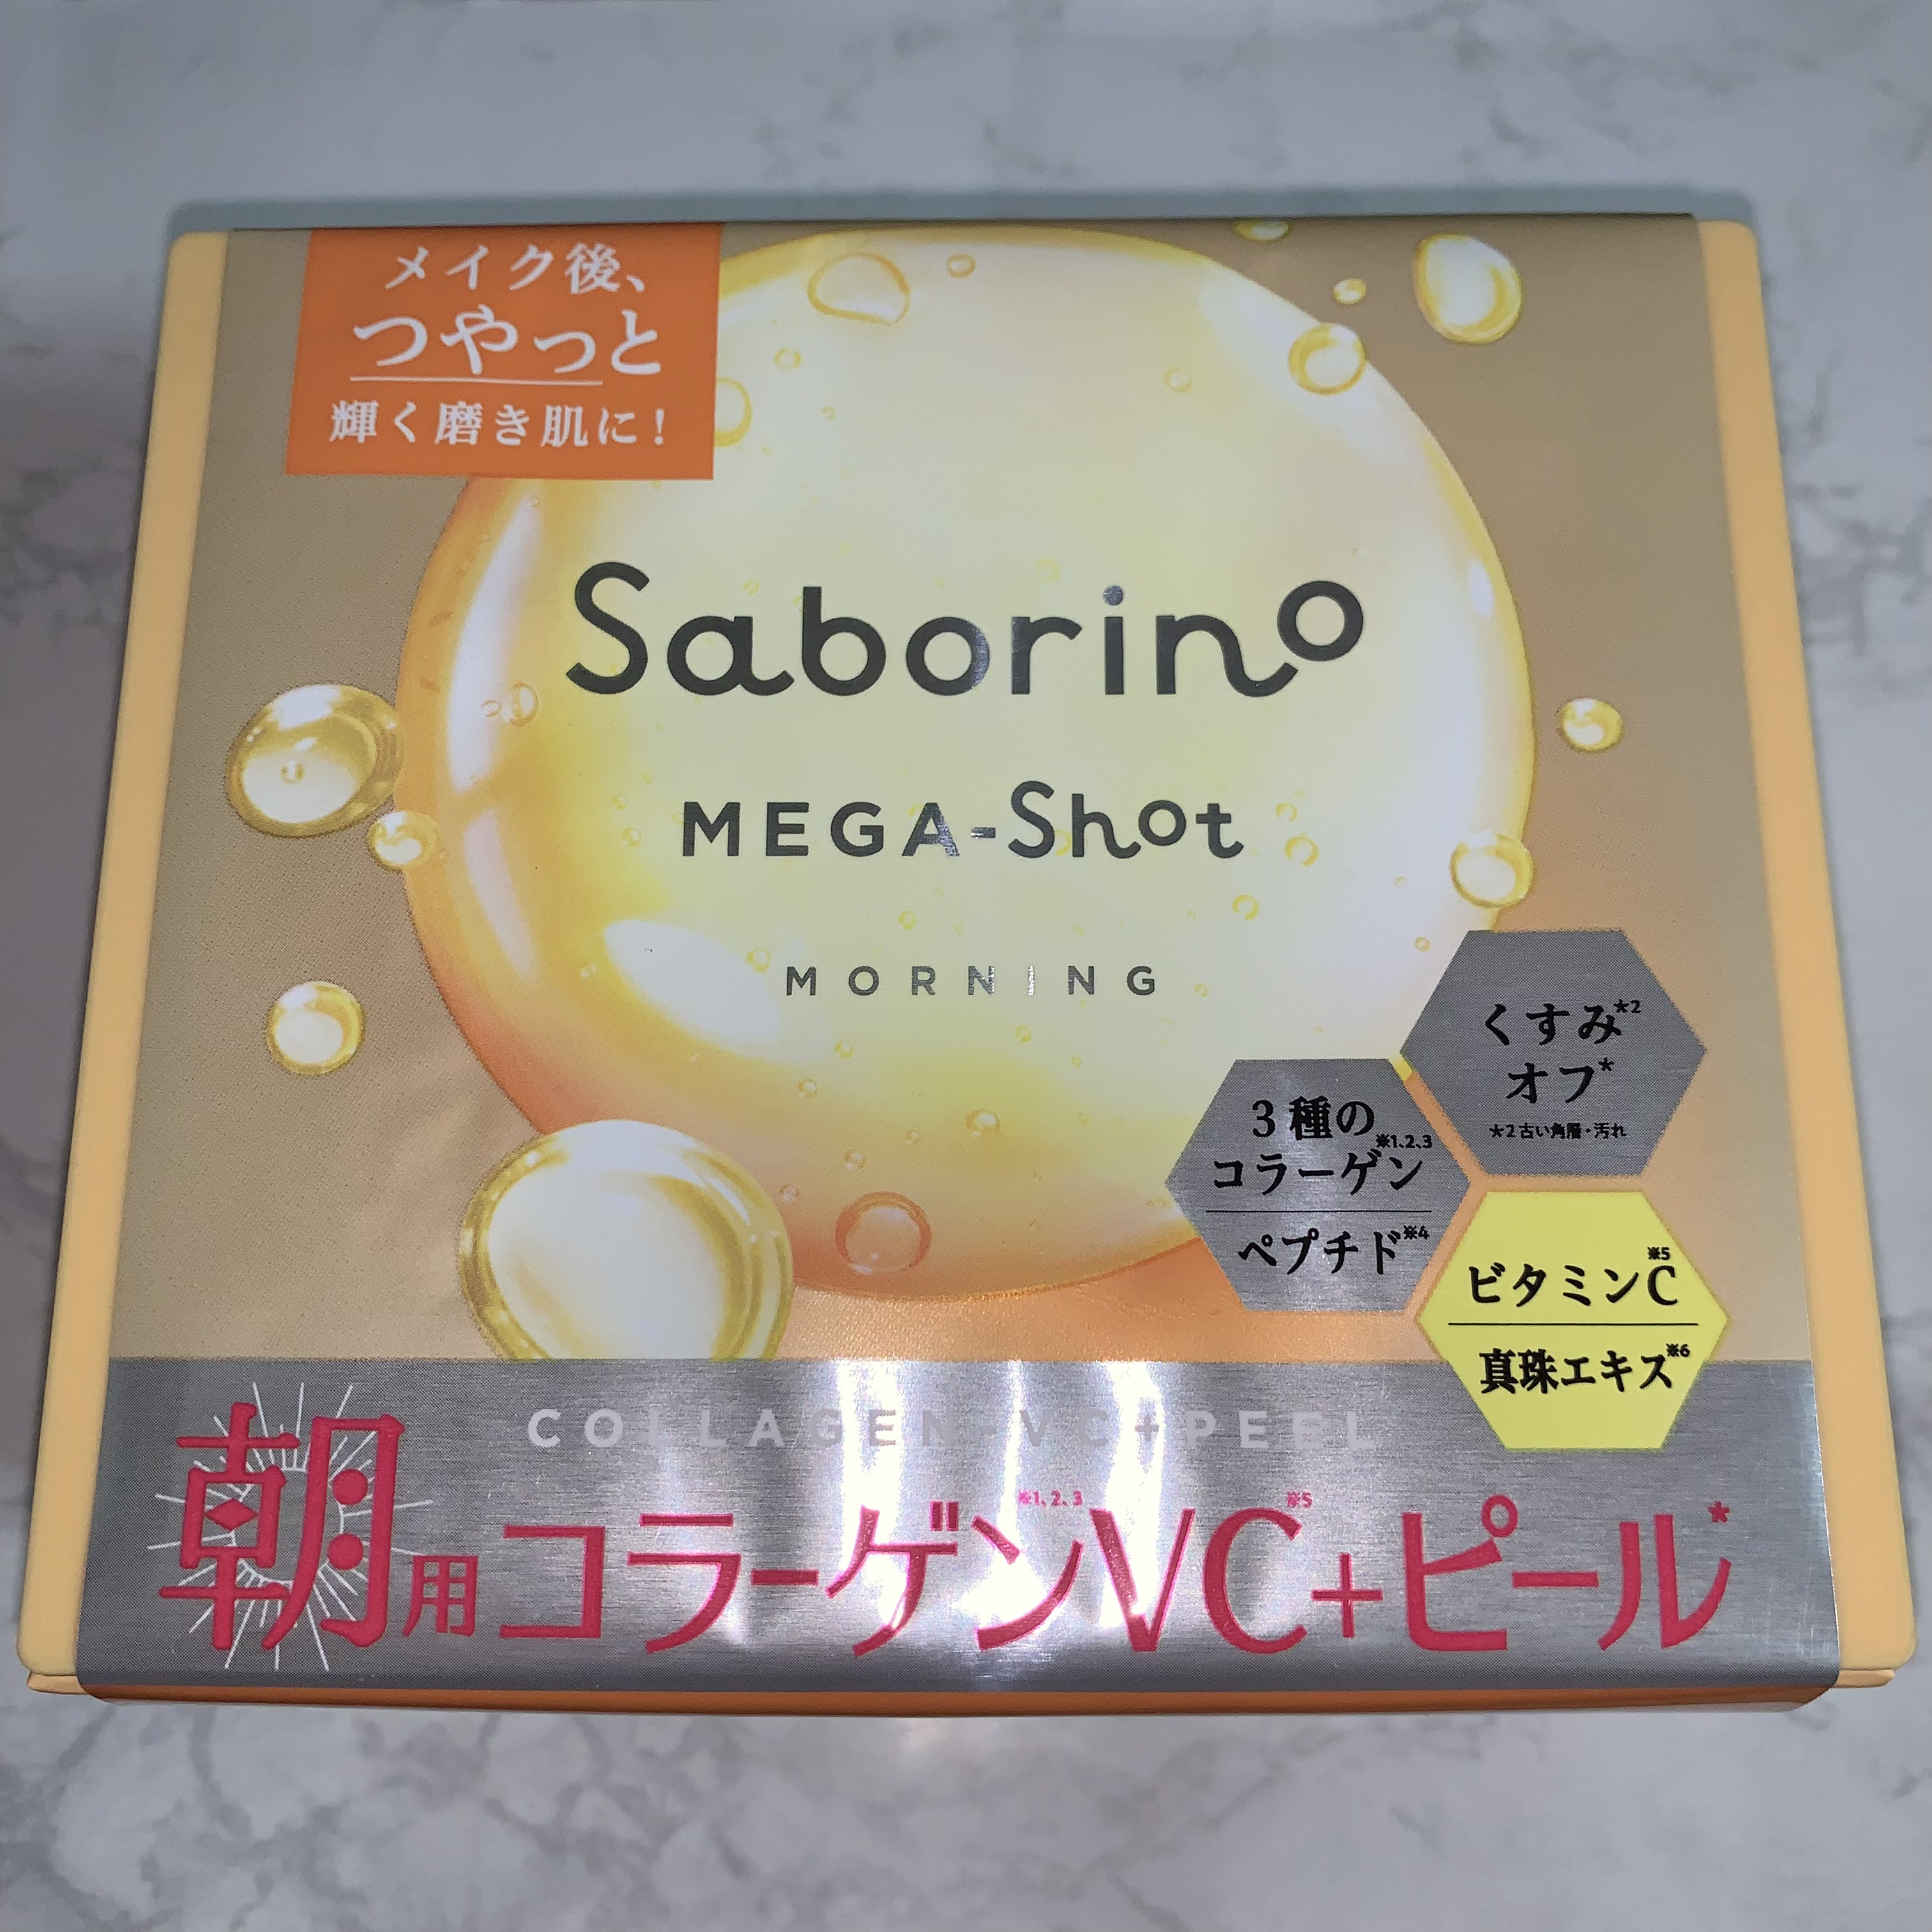 メイク後、
つやっと
輝く磨き肌に!
Saborino
MEGA-Shot
MORNING
くすみ*2
オフ*
*2 古い角層・汚れ
3種の
コラーゲン※1、2、3
ペプチド※4
ビタミンC※5
真珠エキス※6
COLLAGEN-VC+PEEL
朝用コラーゲン※1、2、3VC※5+ピール*